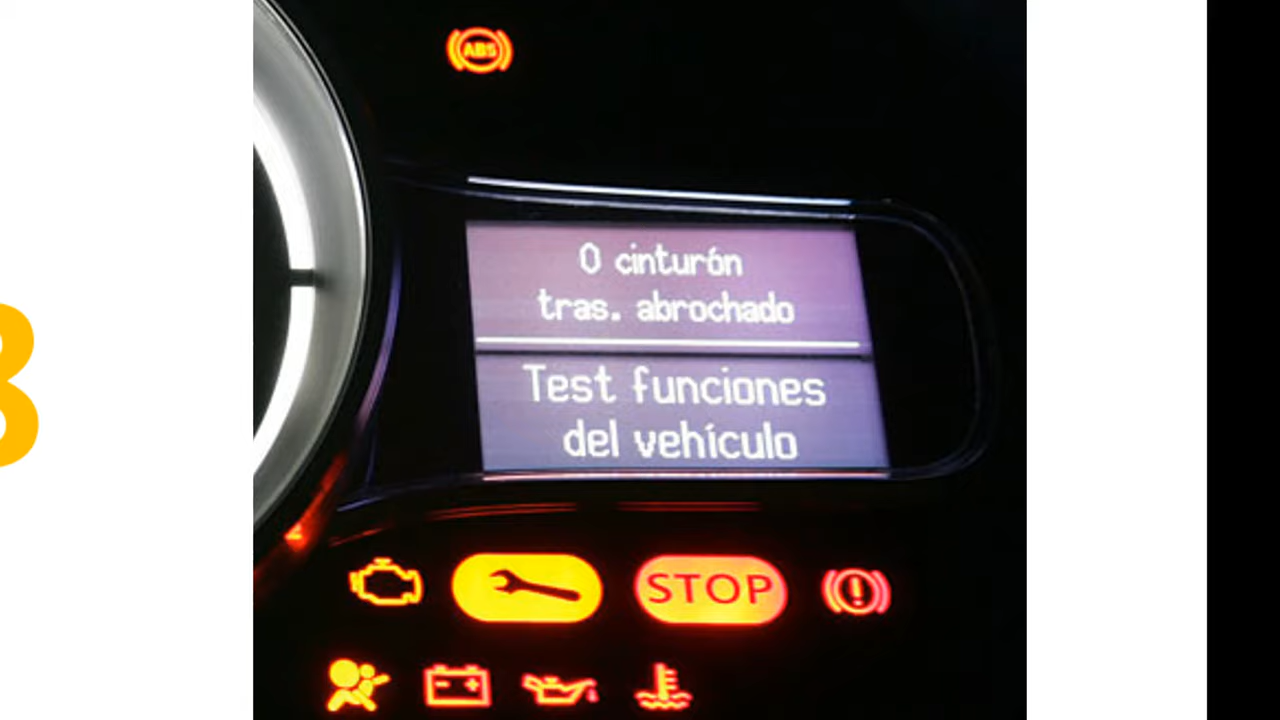 ABS
0 cinturón
tras. abrochado
Test funciones
del vehículo
STOP